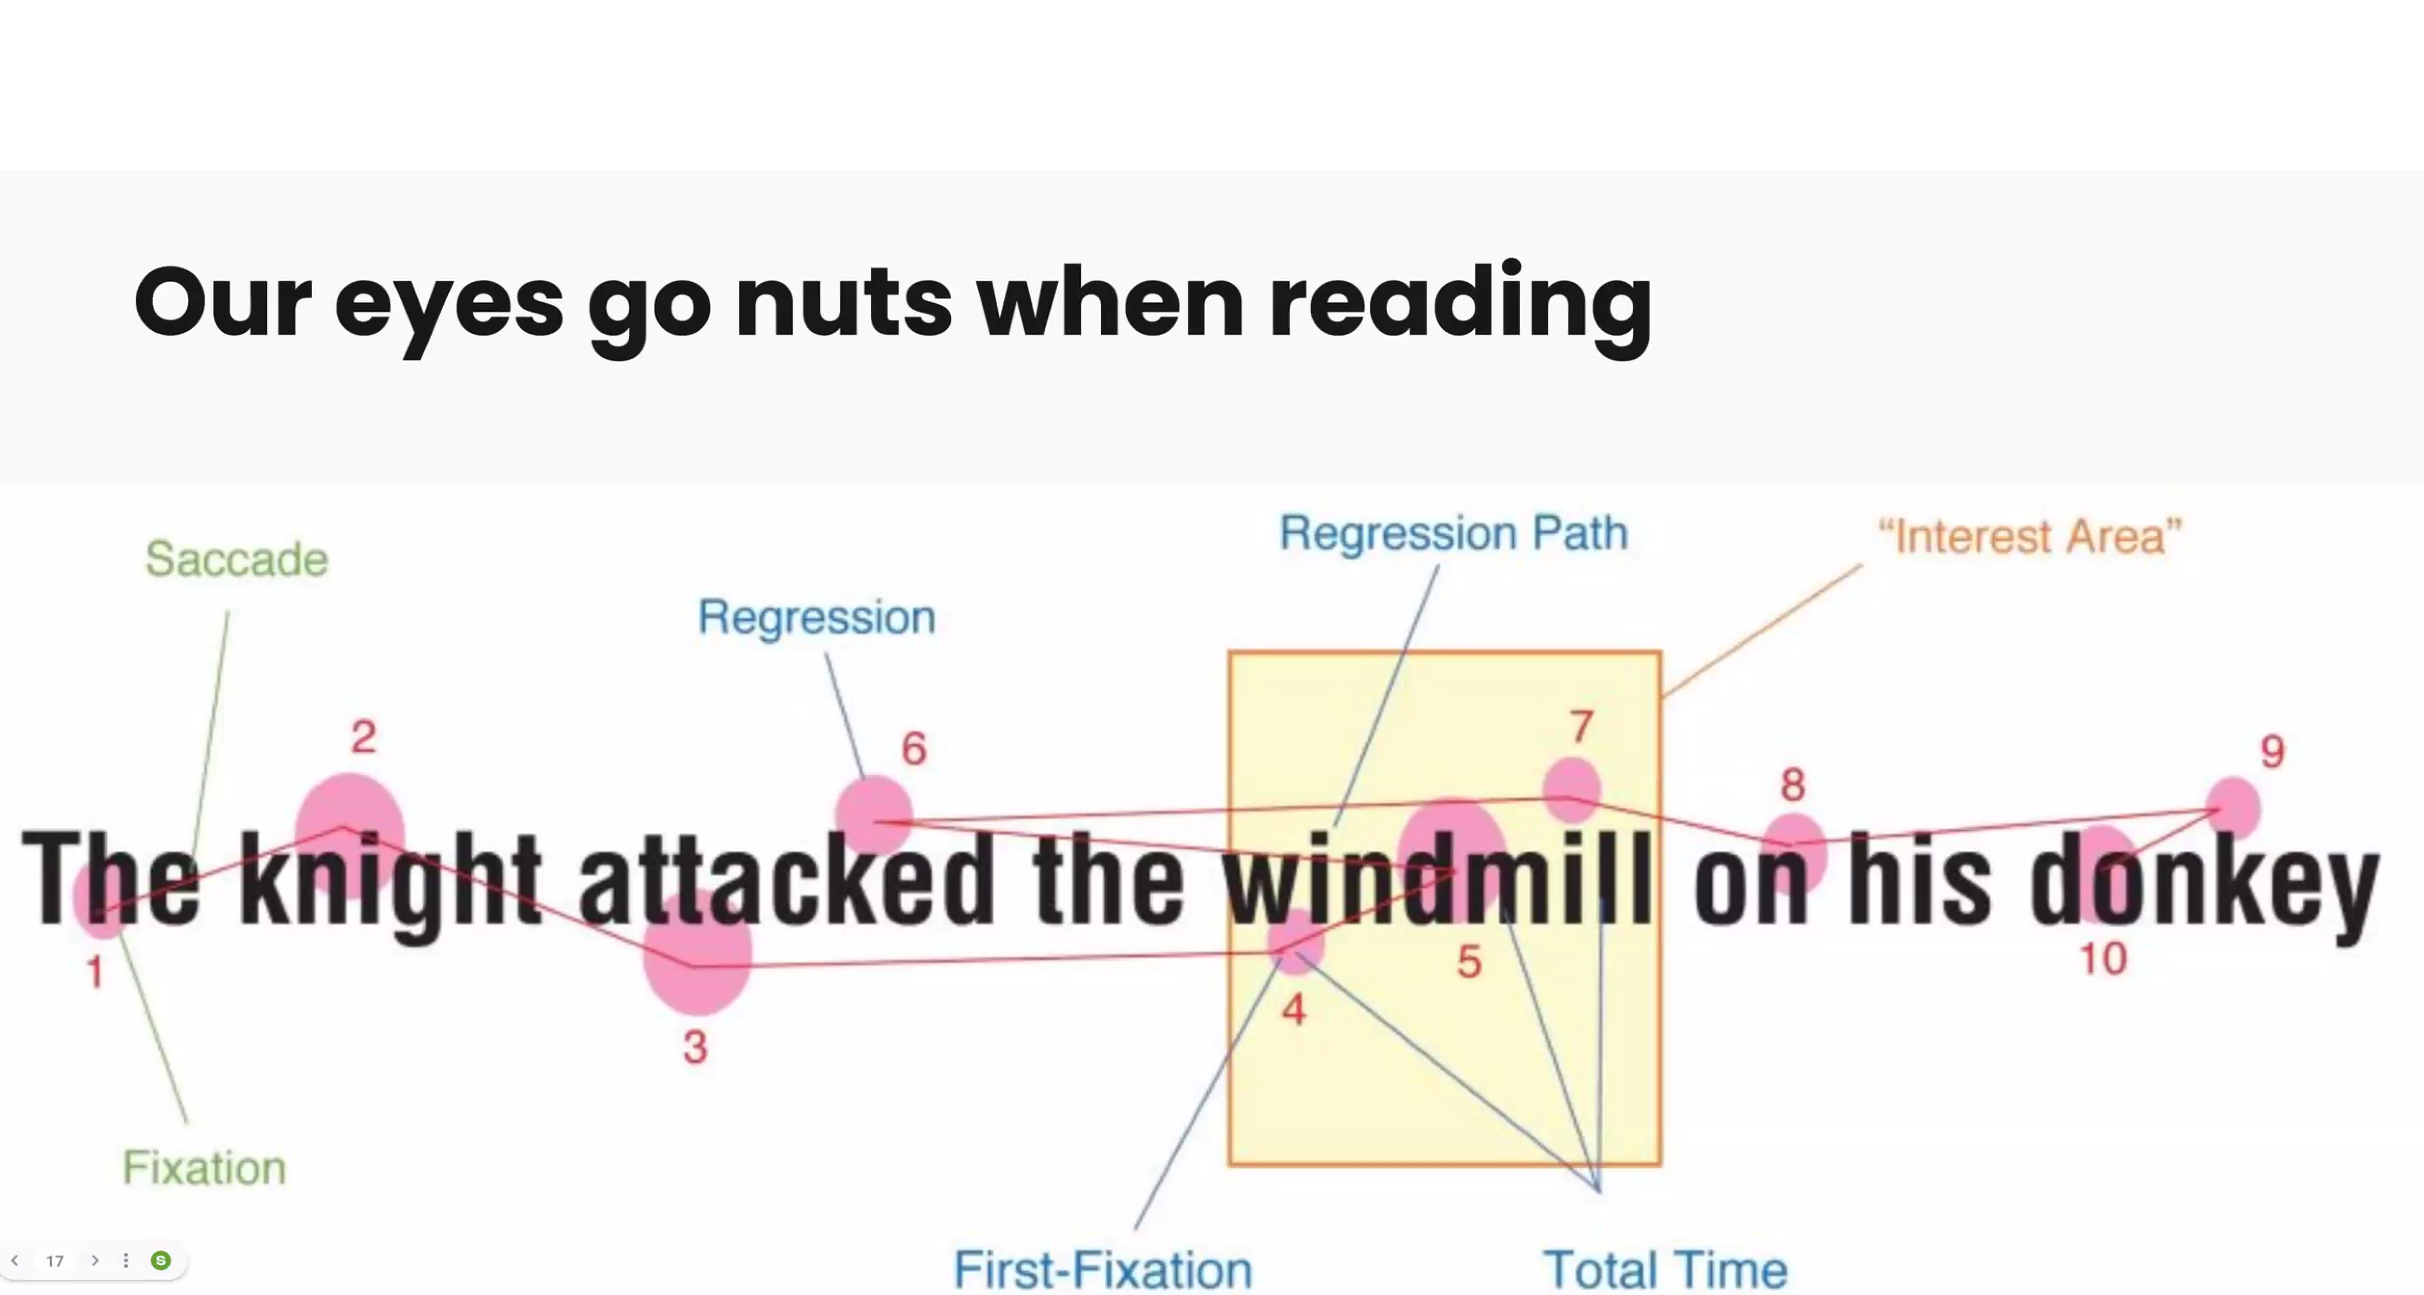 Our eyes go nuts when reading
Saccade
Regression
Regression Path
“Interest Area”
2
6
7
8
9
The knight attacked the windmill on his donkey
1
3
4
5
10
Fixation
First-Fixation
Total Time
17
S